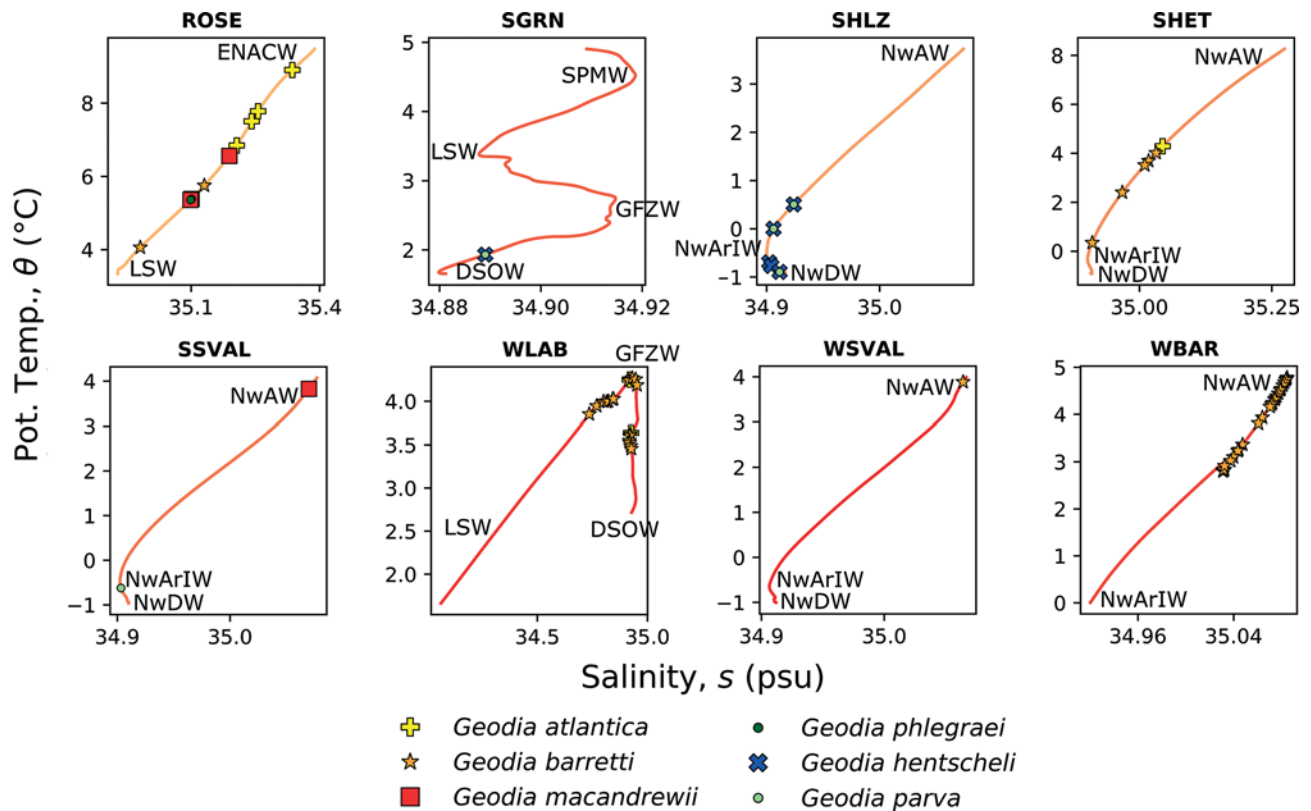 ROSE
SGRN
SHLZ
SHET
ENACW
LSW
8
6
4
35.1 35.4
SPMW
LSW
GFZW
DSOW
5
4
3
2
34.88 34.90 34.92
NwAW
NwArIW
NwDW
3
2
1
0
−1
34.9 35.0
NwAW
NwArIW
NwDW
8
6
4
2
0
35.00 35.25
Pot. Temp., θ (°C)
SSVAL
WLAB
WSVAL
WBAR
NwAW
NwArIW
NwDW
4
3
2
1
0
−1
34.9 35.0
GFZW
LSW
DSOW
4.0
3.5
3.0
2.5
2.0
34.5 35.0
NwAW
NwArIW
NwDW
4
3
2
1
0
−1
34.9 35.0
NwAW
NwArIW
5
4
3
2
1
0
34.96 35.04
Salinity, s (psu)
Geodia atlantica
Geodia barretti
Geodia macandrewii
Geodia phlegraei
Geodia hentscheli
Geodia parva